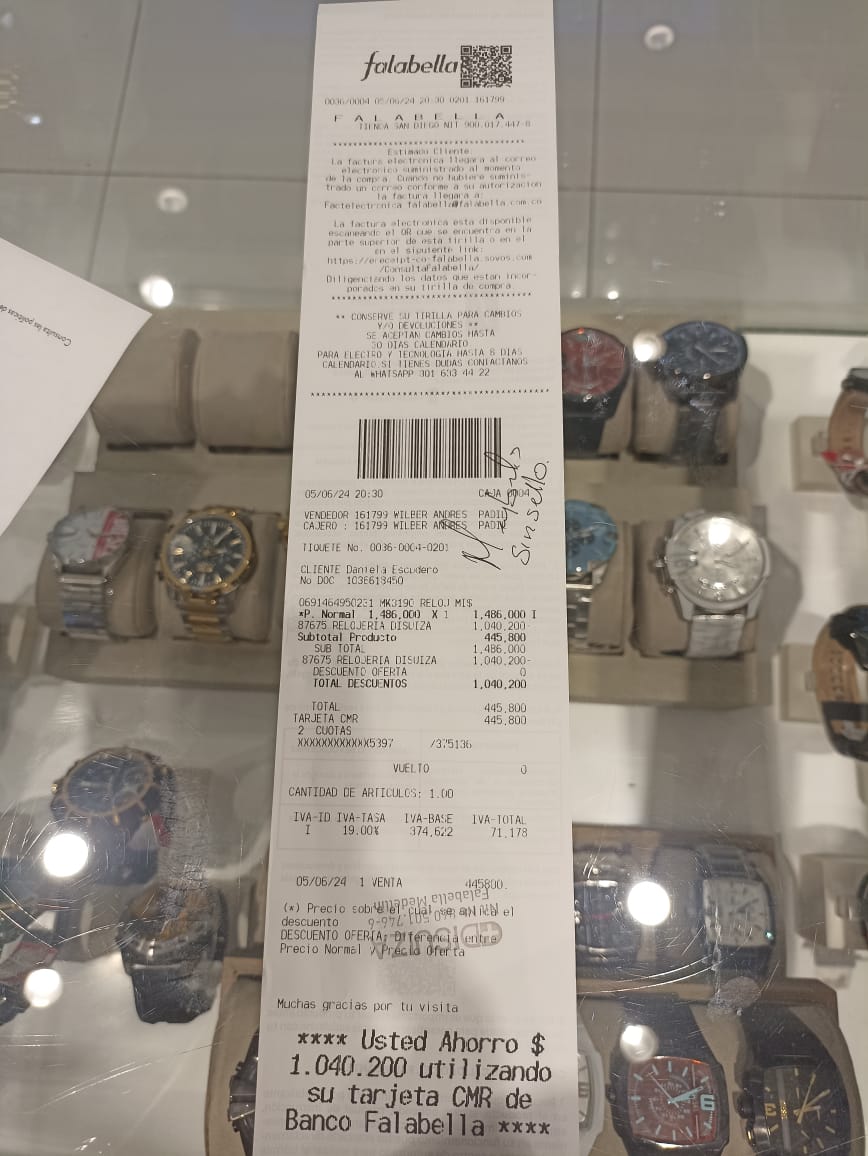 falabella
0036/0004 05/06/24 20:30 0201 161799
F A L A B E L L A
TIENDA SAN DIEGO NIT 900.017.447-8
************************************
Estimado Cliente:
La factura electronica llegara al correo
electronico suministrado al momento
de la compra. Cuando no hubiere suminis-
trado un correo conforme a su autorizacion
la factura llegara a:
Factelectronica falabella@falabella.com.co
La factura electronica esta disponible
escaneando el QR que se encuentra en la
parte superior de esta tirilla o en el
en el siguiente link:
https://ereceipt-co-falabella.sovos.com
/ConsultaFalabella/
Diligenciando los datos que estan incor-
porados en su tirilla de compra.
************************************
** CONSERVE SU TIRILLA PARA CAMBIOS
Y/O DEVOLUCIONES **
SE ACEPTAN CAMBIOS HASTA
30 DIAS CALENDARIO
PARA ELECTRO Y TECNOLOGIA HASTA 8 DIAS
CALENDARIO.SI TIENES DUDAS CONTACTANOS
AL WHATSAPP 301 633 44 22
******************************************
05/06/24 20:30 CAJA 0004
VENDEDOR 161799 WILBER ANDRES PADIL
CAJERO : 161799 WILBER ANDRES PADIL
sin sello.
TIQUETE No. 0036-0004-0201
CLIENTE Daniela Escudero
No DOC 1036613450
0691464950231 MK3190 RELOJ MI$
*P. Normal 1,486,000 X 1 1,486,000 I
87675 RELOJERIA DISUIZA 1,040,200-
Subtotal Producto 445,800
SUB TOTAL 1,486,000
87675 RELOJERIA DISUIZA 1,040,200-
DESCUENTO OFERTA 0
TOTAL DESCUENTOS 1,040,200
TOTAL 445,800
TARJETA CMR 445,800
2 CUOTAS
XXXXXXXXXXXX5397 /375136
VUELTO 0
CANTIDAD DE ARTICULOS: 1.00
IVA-ID IVA-TASA IVA-BASE IVA-TOTAL
I 19.00% 374,622 71,178
05/06/24 1 VENTA 445800.
Falabella Medellín
(*) Precio sobre el cual se aplica el
descuento
DESCUENTO OFERTA: Diferencia entre
Precio Normal y Precio Oferta
Muchas gracias por tu visita
**** Usted Ahorro $
1.040.200 utilizando
su tarjeta CMR de
Banco Falabella ****